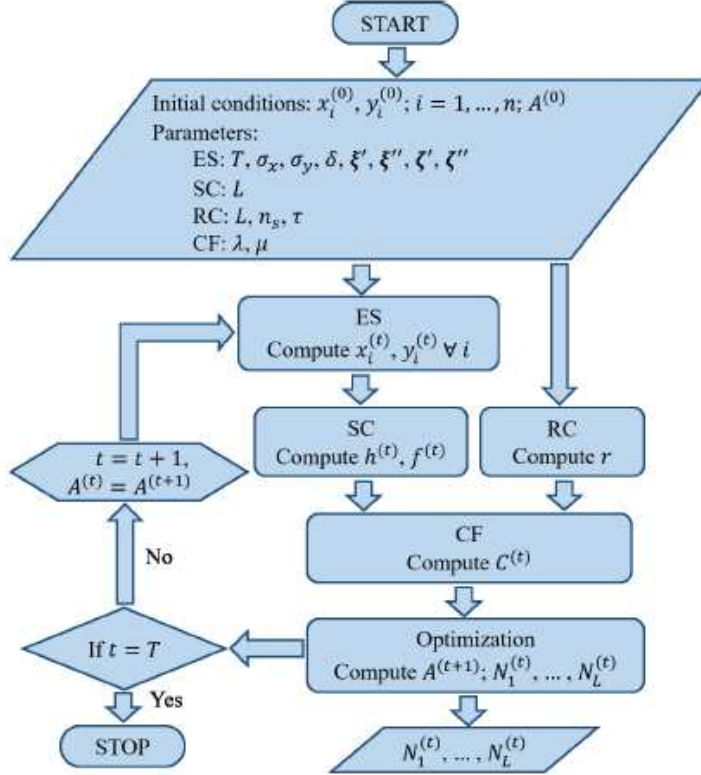 START
Initial conditions: x_i^(0), y_i^(0); i = 1, …, n; A^(0)
Parameters:
ES: T, σ_x, σ_y, δ, ξ′, ξ″, ζ′, ζ″
SC: L
RC: L, n_s, τ
CF: λ, μ
ES
Compute x_i^(t), y_i^(t) ∀ i
SC
Compute h^(t), f^(t)
RC
Compute r
t = t + 1,
A^(t) = A^(t+1)
CF
Compute C^(t)
No
Optimization
Compute A^(t+1); N_1^(t), … , N_L^(t)
If t = T
Yes
STOP
N_1^(t), … , N_L^(t)